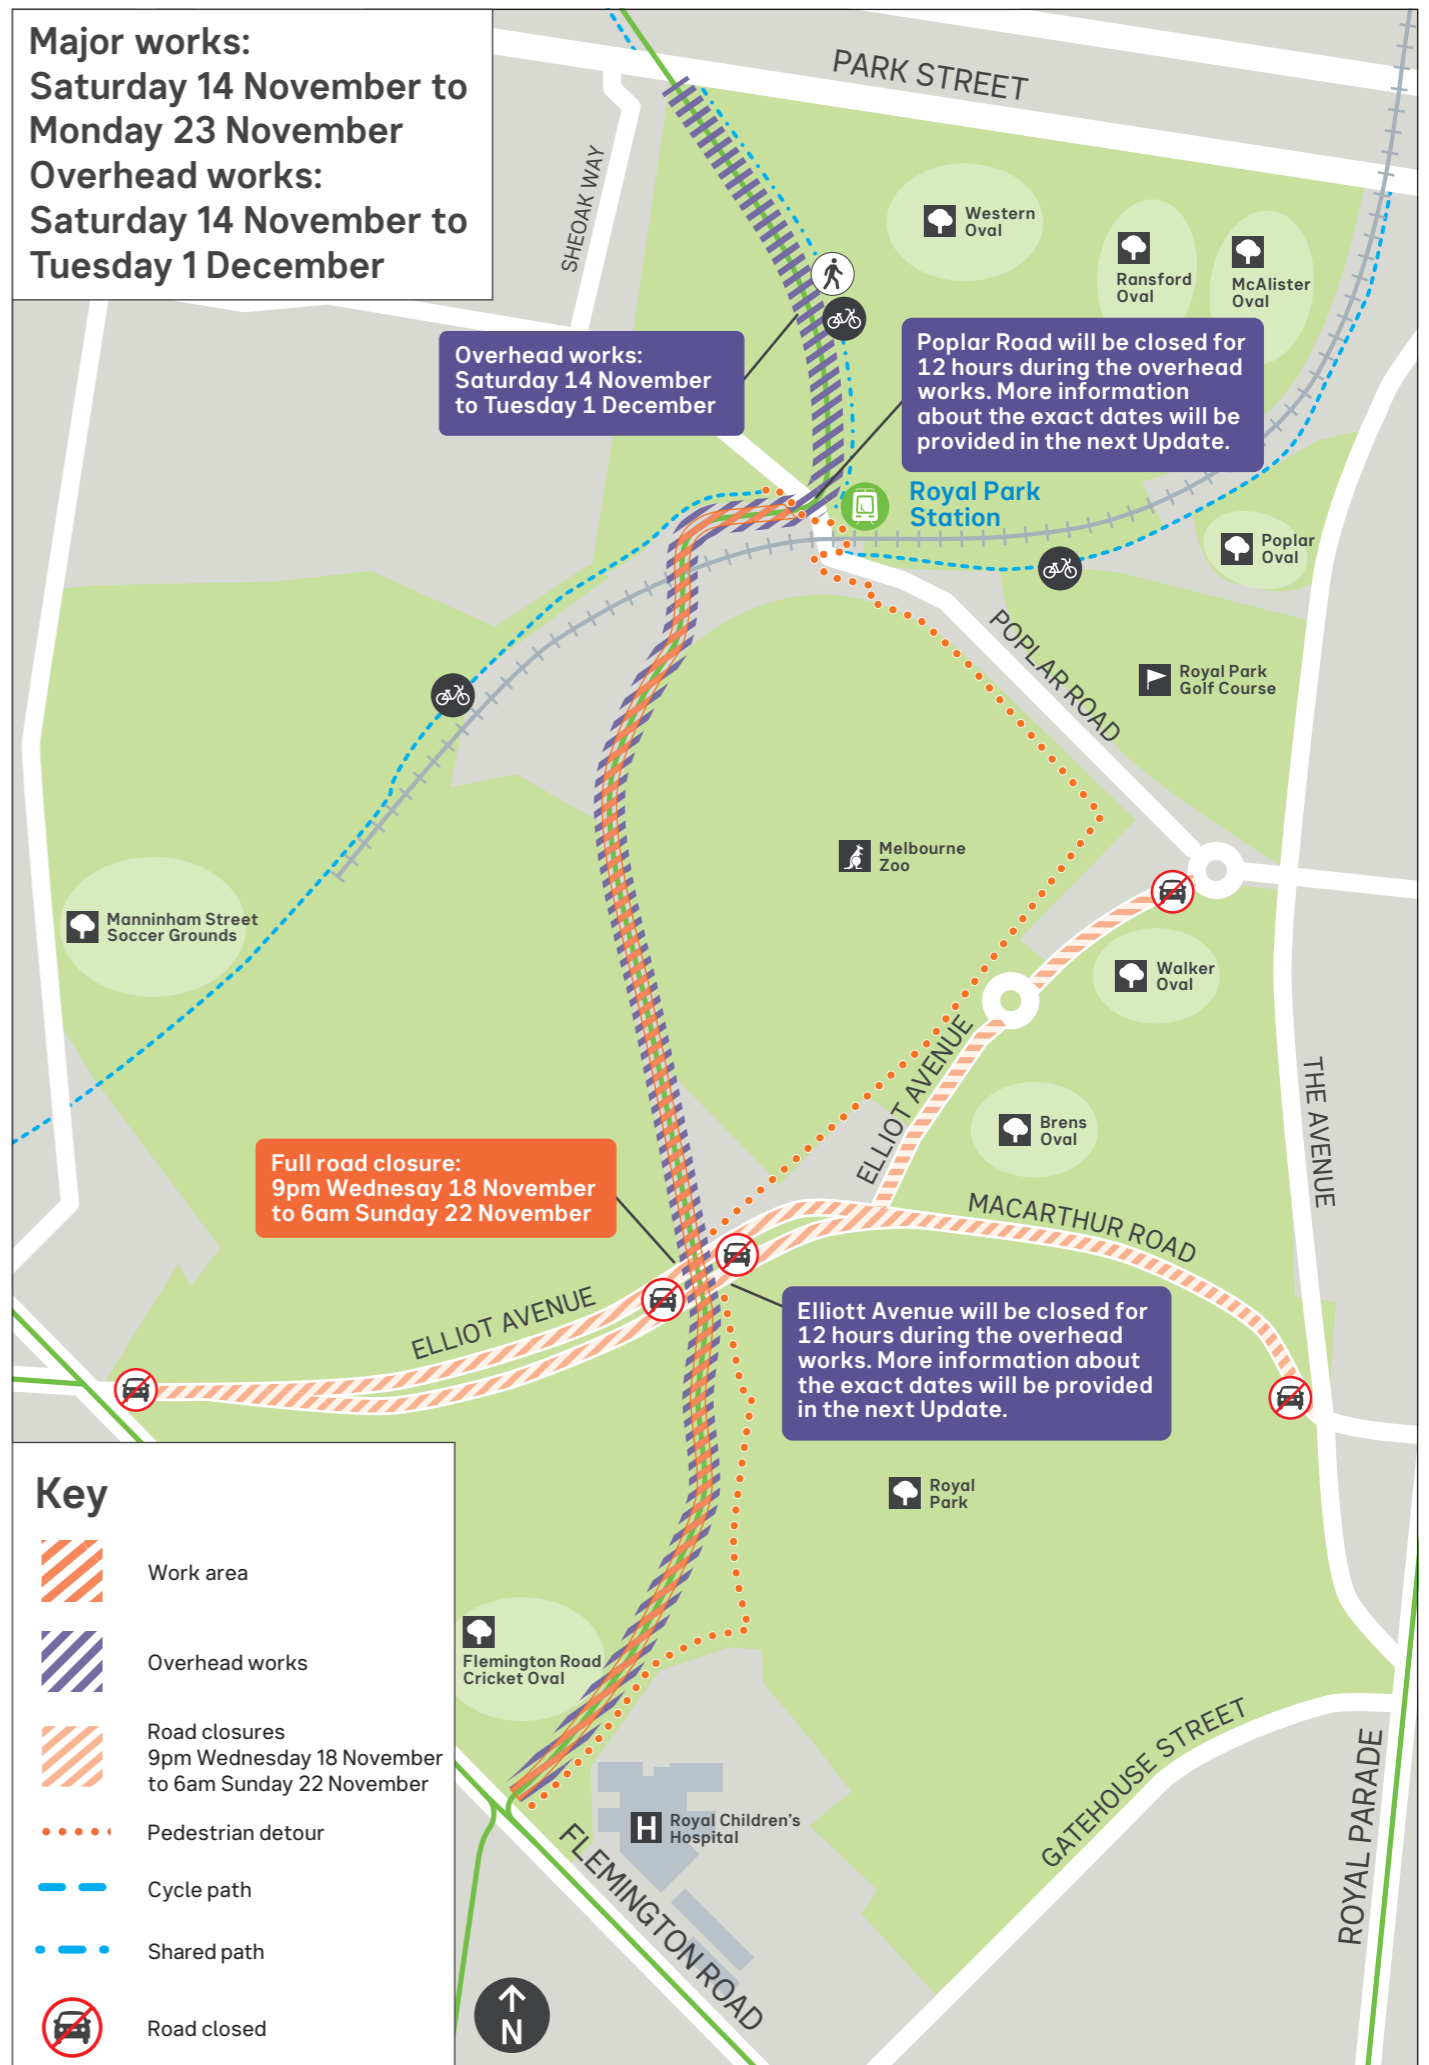 Major works:
Saturday 14 November to
Monday 23 November
Overhead works:
Saturday 14 November to
Tuesday 1 December
PARK STREET
SHEOAK WAY
Western
Oval
Ransford
Oval
McAlister
Oval
Overhead works:
Saturday 14 November
to Tuesday 1 December
Poplar Road will be closed for
12 hours during the overhead
works. More information
about the exact dates will be
provided in the next Update.
Royal Park
Station
Poplar
Oval
POPLAR ROAD
Royal Park
Golf Course
Melbourne
Zoo
Manninham Street
Soccer Grounds
Walker
Oval
ELLIOT AVENUE
Brens
Oval
THE AVENUE
Full road closure:
9pm Wednesay 18 November
to 6am Sunday 22 November
MACARTHUR ROAD
ELLIOT AVENUE
Elliott Avenue will be closed for
12 hours during the overhead
works. More information about
the exact dates will be provided
in the next Update.
Royal
Park
Key
Work area
Overhead works
Road closures
9pm Wednesday 18 November
to 6am Sunday 22 November
Pedestrian detour
Cycle path
Shared path
Road closed
Flemington Road
Cricket Oval
H
Royal Children's
Hospital
FLEMINGTON ROAD
GATEHOUSE STREET
ROYAL PARADE
N